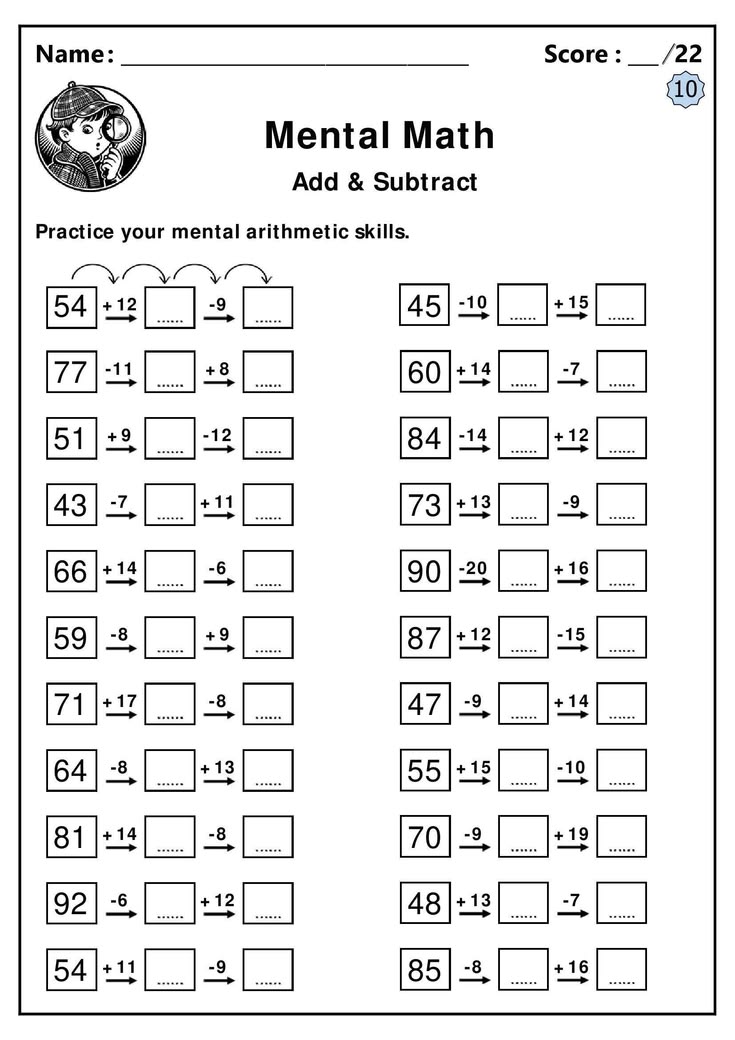 Name: ______________________________ Score : ___ /22
10
Mental Math
Add & Subtract
Practice your mental arithmetic skills.
54 +12 ...... -9 ......
45 -10 ...... +15 ......
77 -11 ...... +8 ......
60 +14 ...... -7 ......
51 +9 ...... -12 ......
84 -14 ...... +12 ......
43 -7 ...... +11 ......
73 +13 ...... -9 ......
66 +14 ...... -6 ......
90 -20 ...... +16 ......
59 -8 ...... +9 ......
87 +12 ...... -15 ......
71 +17 ...... -8 ......
47 -9 ...... +14 ......
64 -8 ...... +13 ......
55 +15 ...... -10 ......
81 +14 ...... -8 ......
70 -9 ...... +19 ......
92 -6 ...... +12 ......
48 +13 ...... -7 ......
54 +11 ...... -9 ......
85 -8 ...... +16 ......